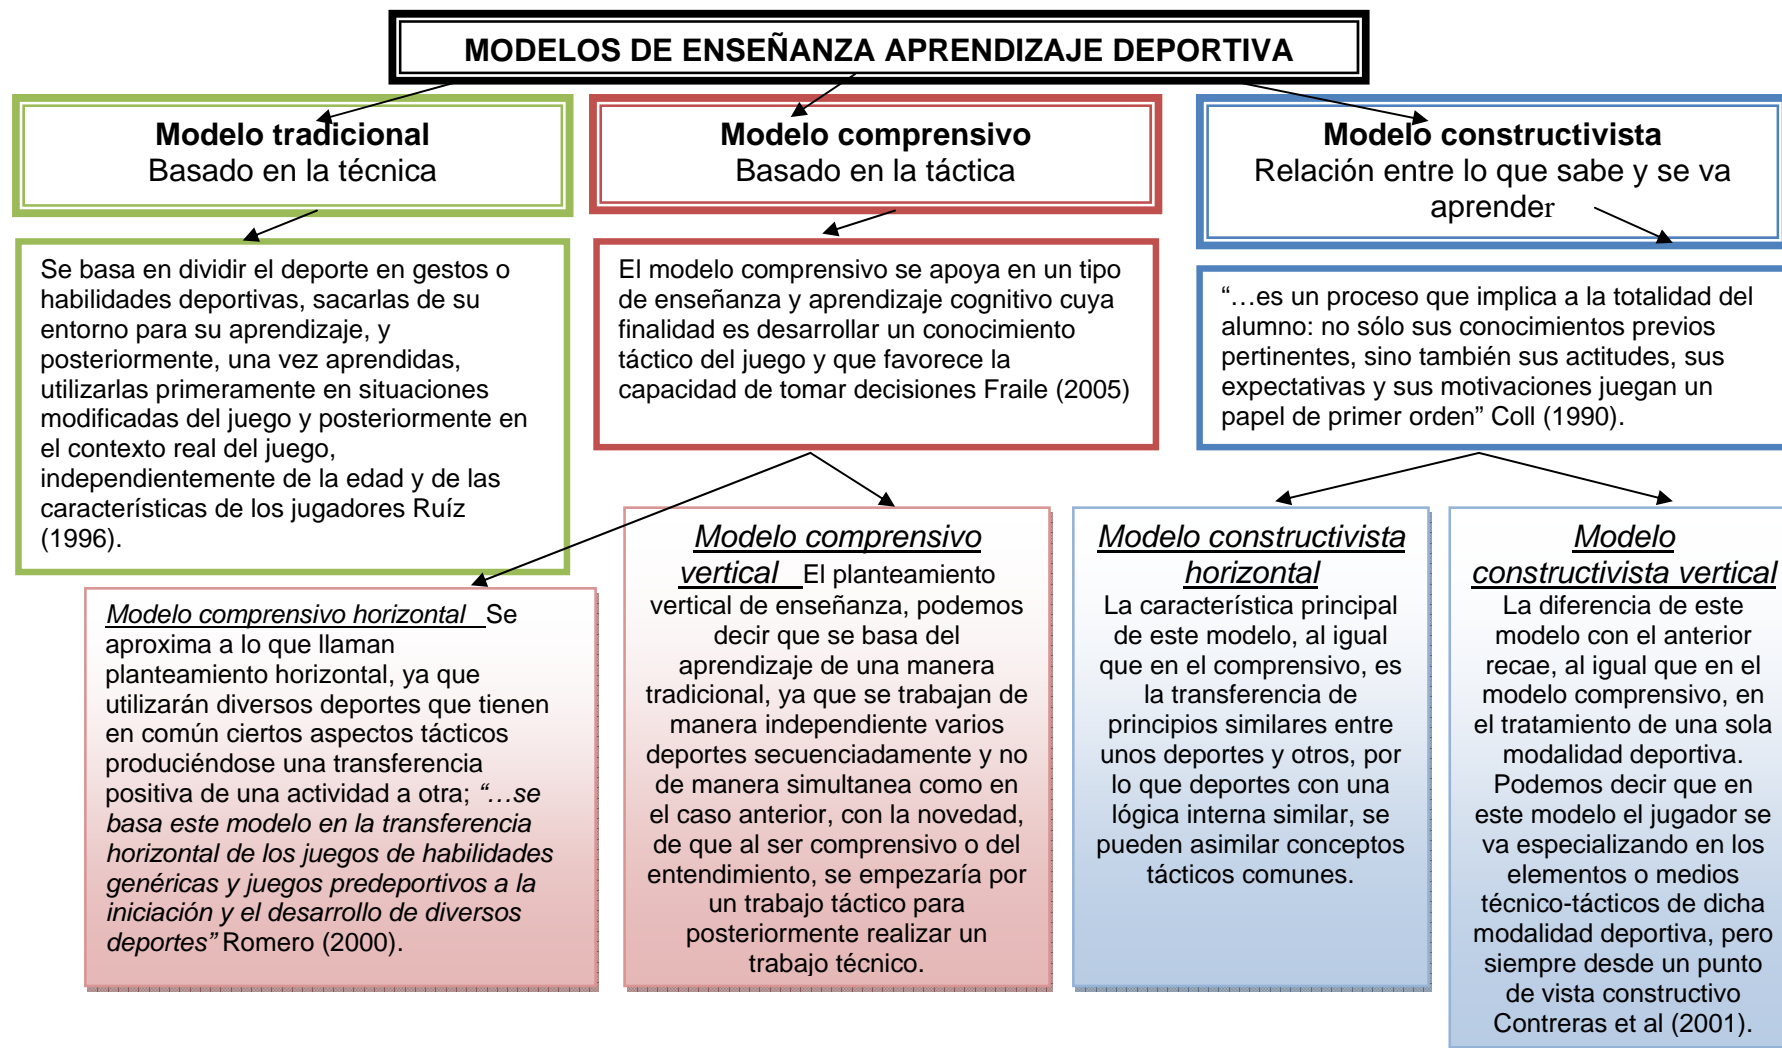 MODELOS DE ENSEÑANZA APRENDIZAJE DEPORTIVA
Modelo tradicional
Basado en la técnica
Modelo comprensivo
Basado en la táctica
Modelo constructivista
Relación entre lo que sabe y se va
aprender
Se basa en dividir el deporte en gestos o
habilidades deportivas, sacarlas de su
entorno para su aprendizaje, y
posteriormente, una vez aprendidas,
utilizarlas primeramente en situaciones
modificadas del juego y posteriormente en
el contexto real del juego,
independientemente de la edad y de las
características de los jugadores Ruíz
(1996).
El modelo comprensivo se apoya en un tipo
de enseñanza y aprendizaje cognitivo cuya
finalidad es desarrollar un conocimiento
táctico del juego y que favorece la
capacidad de tomar decisiones Fraile (2005)
“…es un proceso que implica a la totalidad del
alumno: no sólo sus conocimientos previos
pertinentes, sino también sus actitudes, sus
expectativas y sus motivaciones juegan un
papel de primer orden” Coll (1990).
Modelo comprensivo horizontal Se
aproxima a lo que llaman
planteamiento horizontal, ya que
utilizarán diversos deportes que tienen
en común ciertos aspectos tácticos
produciéndose una transferencia
positiva de una actividad a otra; “…se
basa este modelo en la transferencia
horizontal de los juegos de habilidades
genéricas y juegos predeportivos a la
iniciación y el desarrollo de diversos
deportes” Romero (2000).
Modelo comprensivo
vertical El planteamiento
vertical de enseñanza, podemos
decir que se basa del
aprendizaje de una manera
tradicional, ya que se trabajan de
manera independiente varios
deportes secuenciadamente y no
de manera simultanea como en
el caso anterior, con la novedad,
de que al ser comprensivo o del
entendimiento, se empezaría por
un trabajo táctico para
posteriormente realizar un
trabajo técnico.
Modelo constructivista
horizontal
La característica principal
de este modelo, al igual
que en el comprensivo, es
la transferencia de
principios similares entre
unos deportes y otros, por
lo que deportes con una
lógica interna similar, se
pueden asimilar conceptos
tácticos comunes.
Modelo
constructivista vertical
La diferencia de este
modelo con el anterior
recae, al igual que en el
modelo comprensivo, en
el tratamiento de una sola
modalidad deportiva.
Podemos decir que en
este modelo el jugador se
va especializando en los
elementos o medios
técnico-tácticos de dicha
modalidad deportiva, pero
siempre desde un punto
de vista constructivo
Contreras et al (2001).